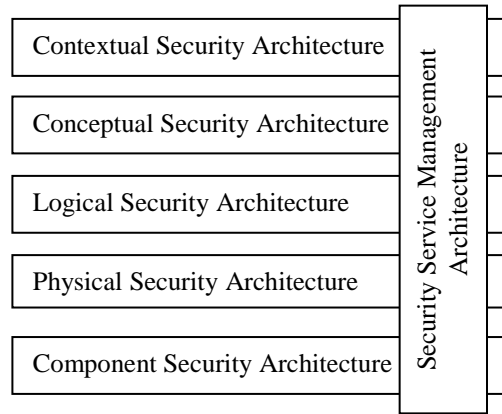 Contextual Security Architecture
Conceptual Security Architecture
Logical Security Architecture
Physical Security Architecture
Component Security Architecture
Security Service Management
Architecture